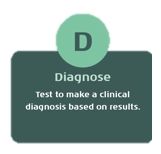 D
Diagnose
Test to make a clinical
diagnosis based on results.